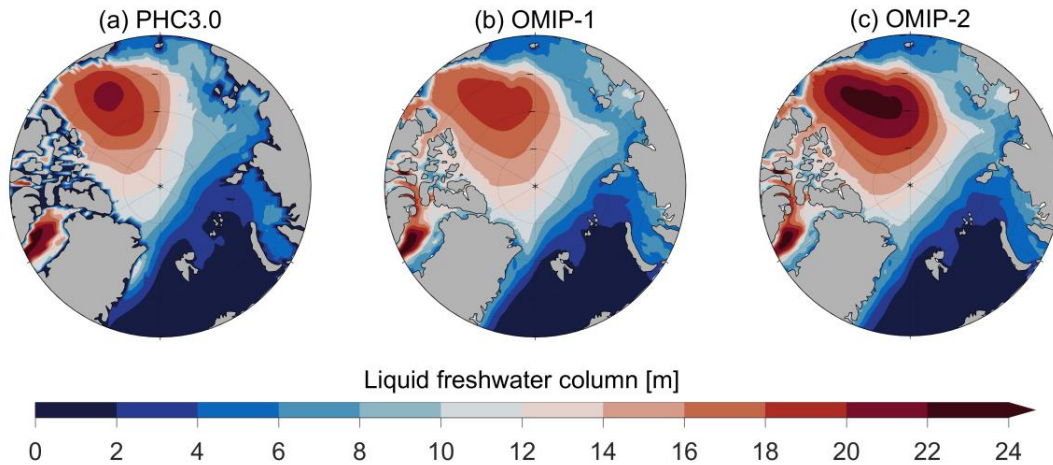 (a) PHC3.0 (b) OMIP-1 (c) OMIP-2
Liquid freshwater column [m]
0 2 4 6 8 10 12 14 16 18 20 22 24